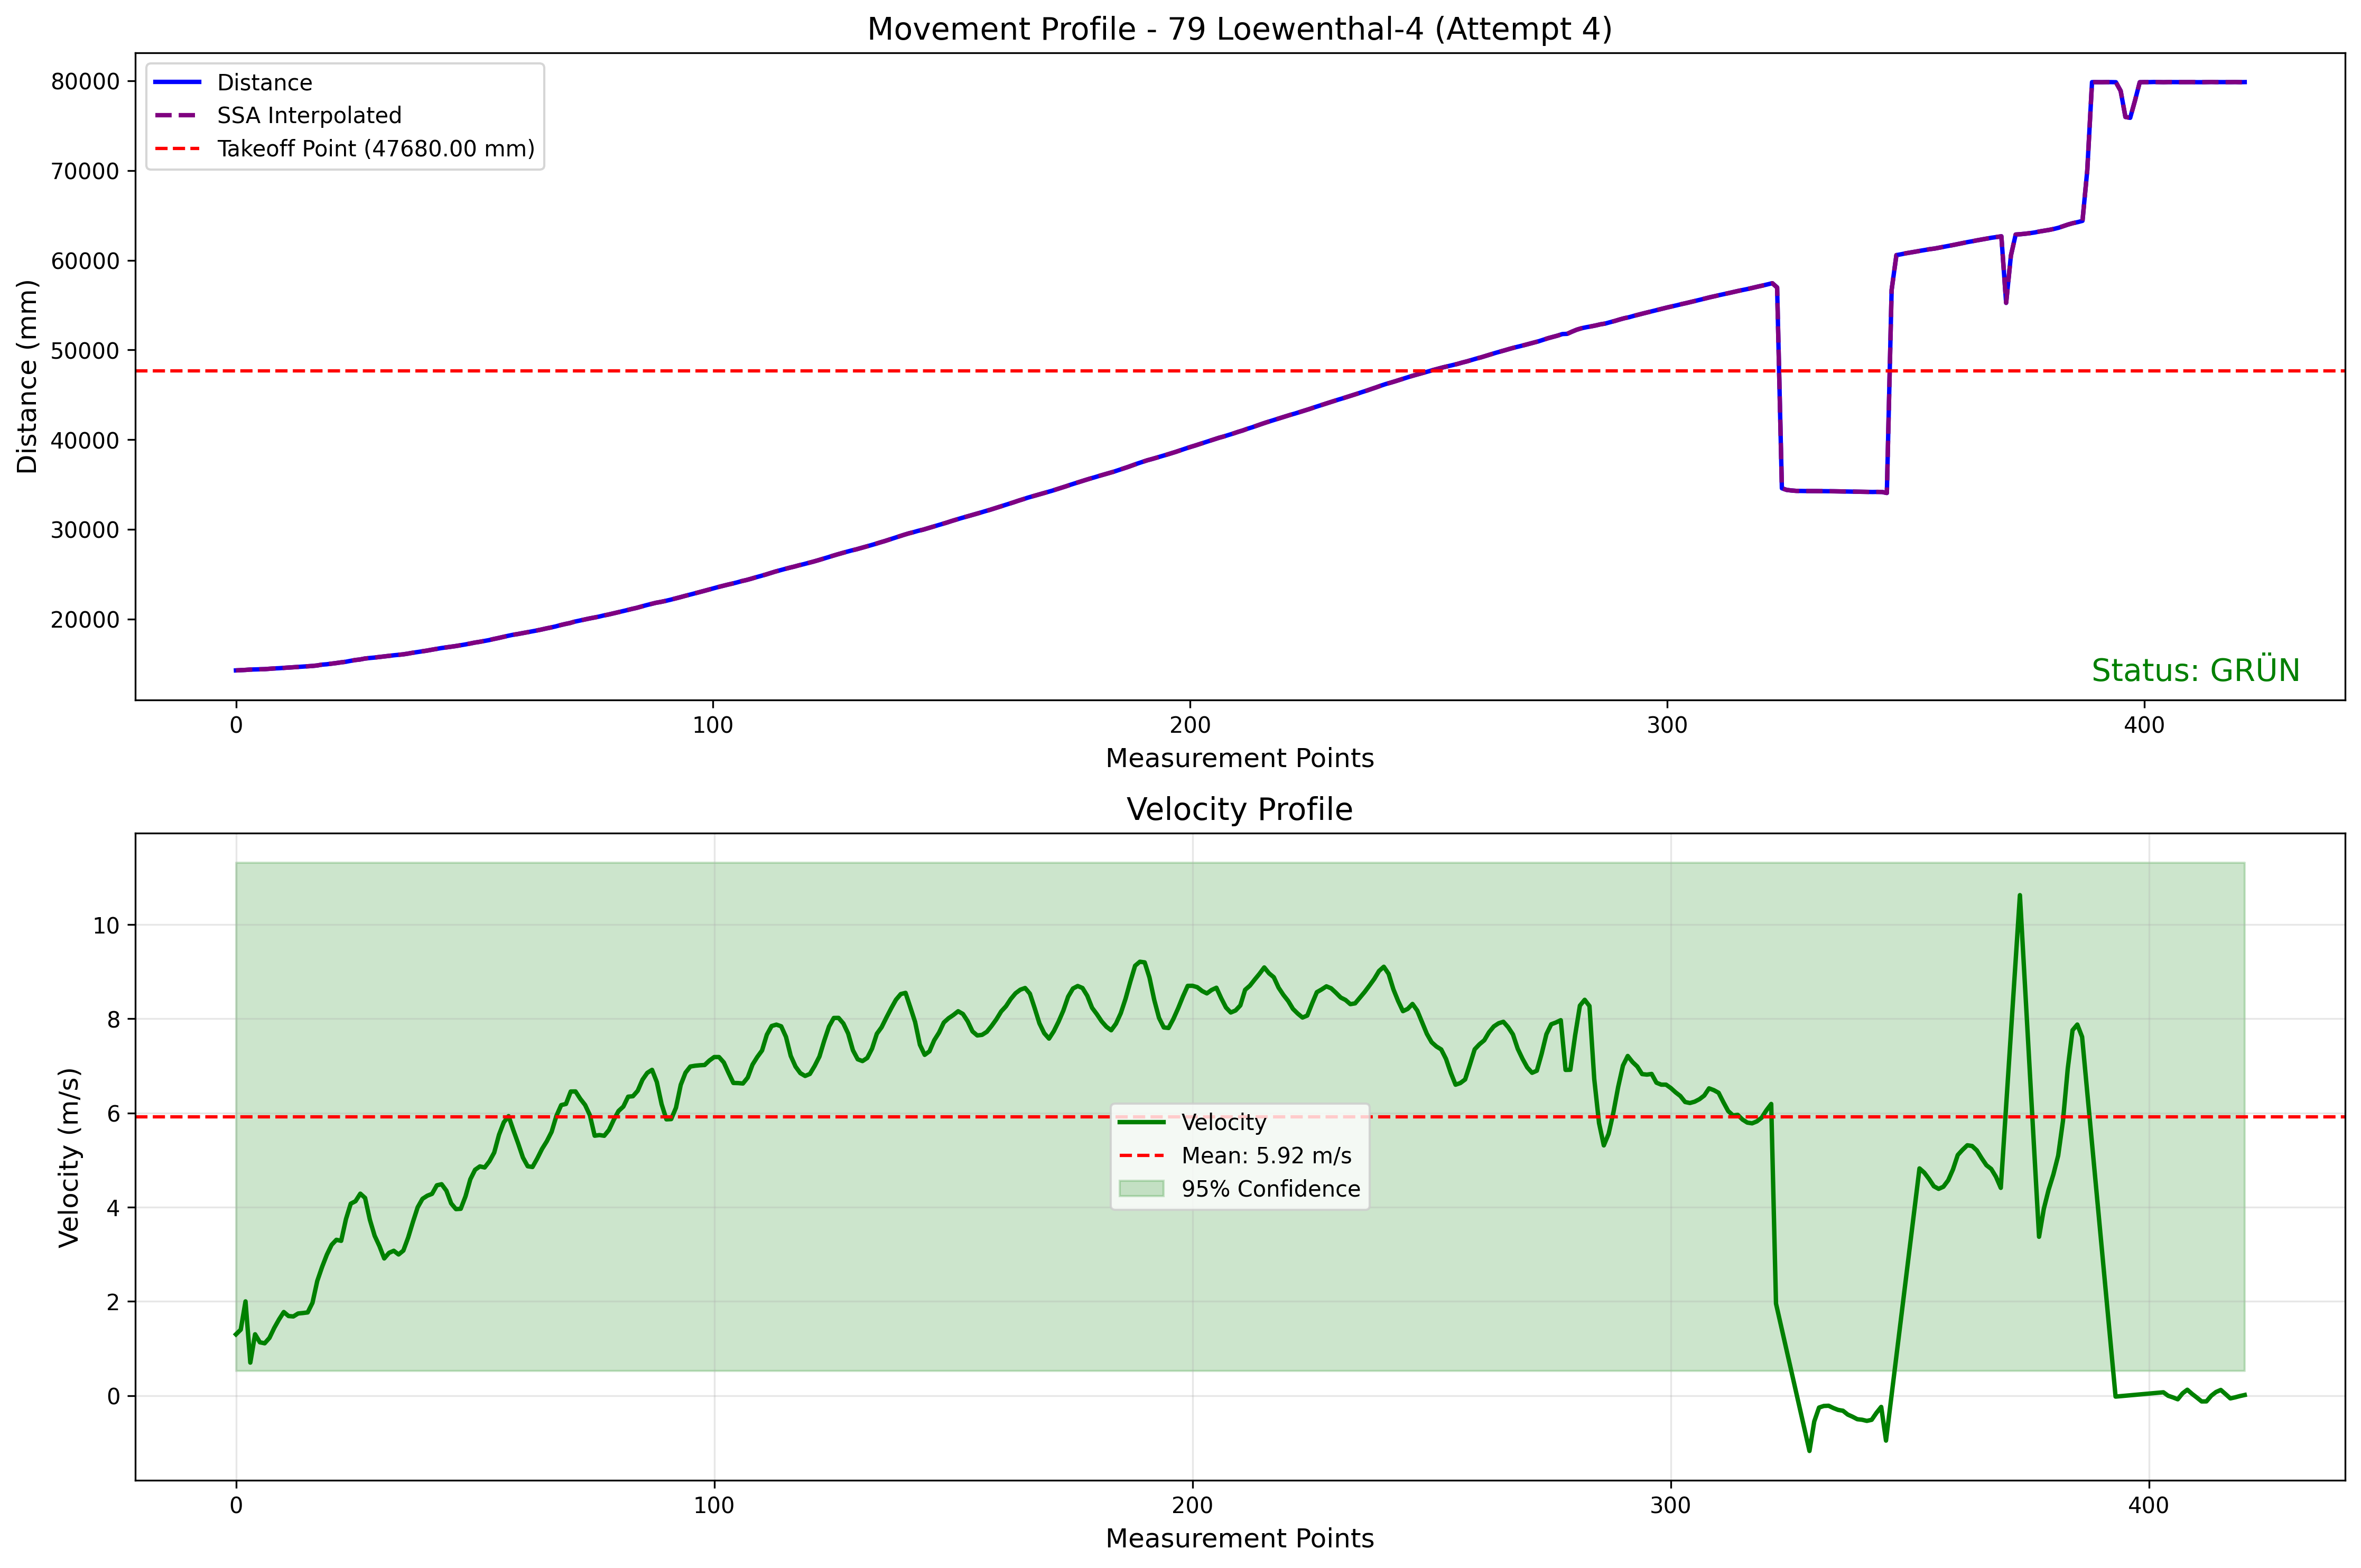 Movement Profile - 79 Loewenthal-4 (Attempt 4)
Distance
SSA Interpolated
Takeoff Point (47680.00 mm)
Distance (mm)
80000
70000
60000
50000
40000
30000
20000
Status: GRÜN
0 100 200 300 400
Measurement Points
Velocity Profile
Velocity (m/s)
10
8
6
4
2
0
Velocity
Mean: 5.92 m/s
95% Confidence
0 100 200 300 400
Measurement Points